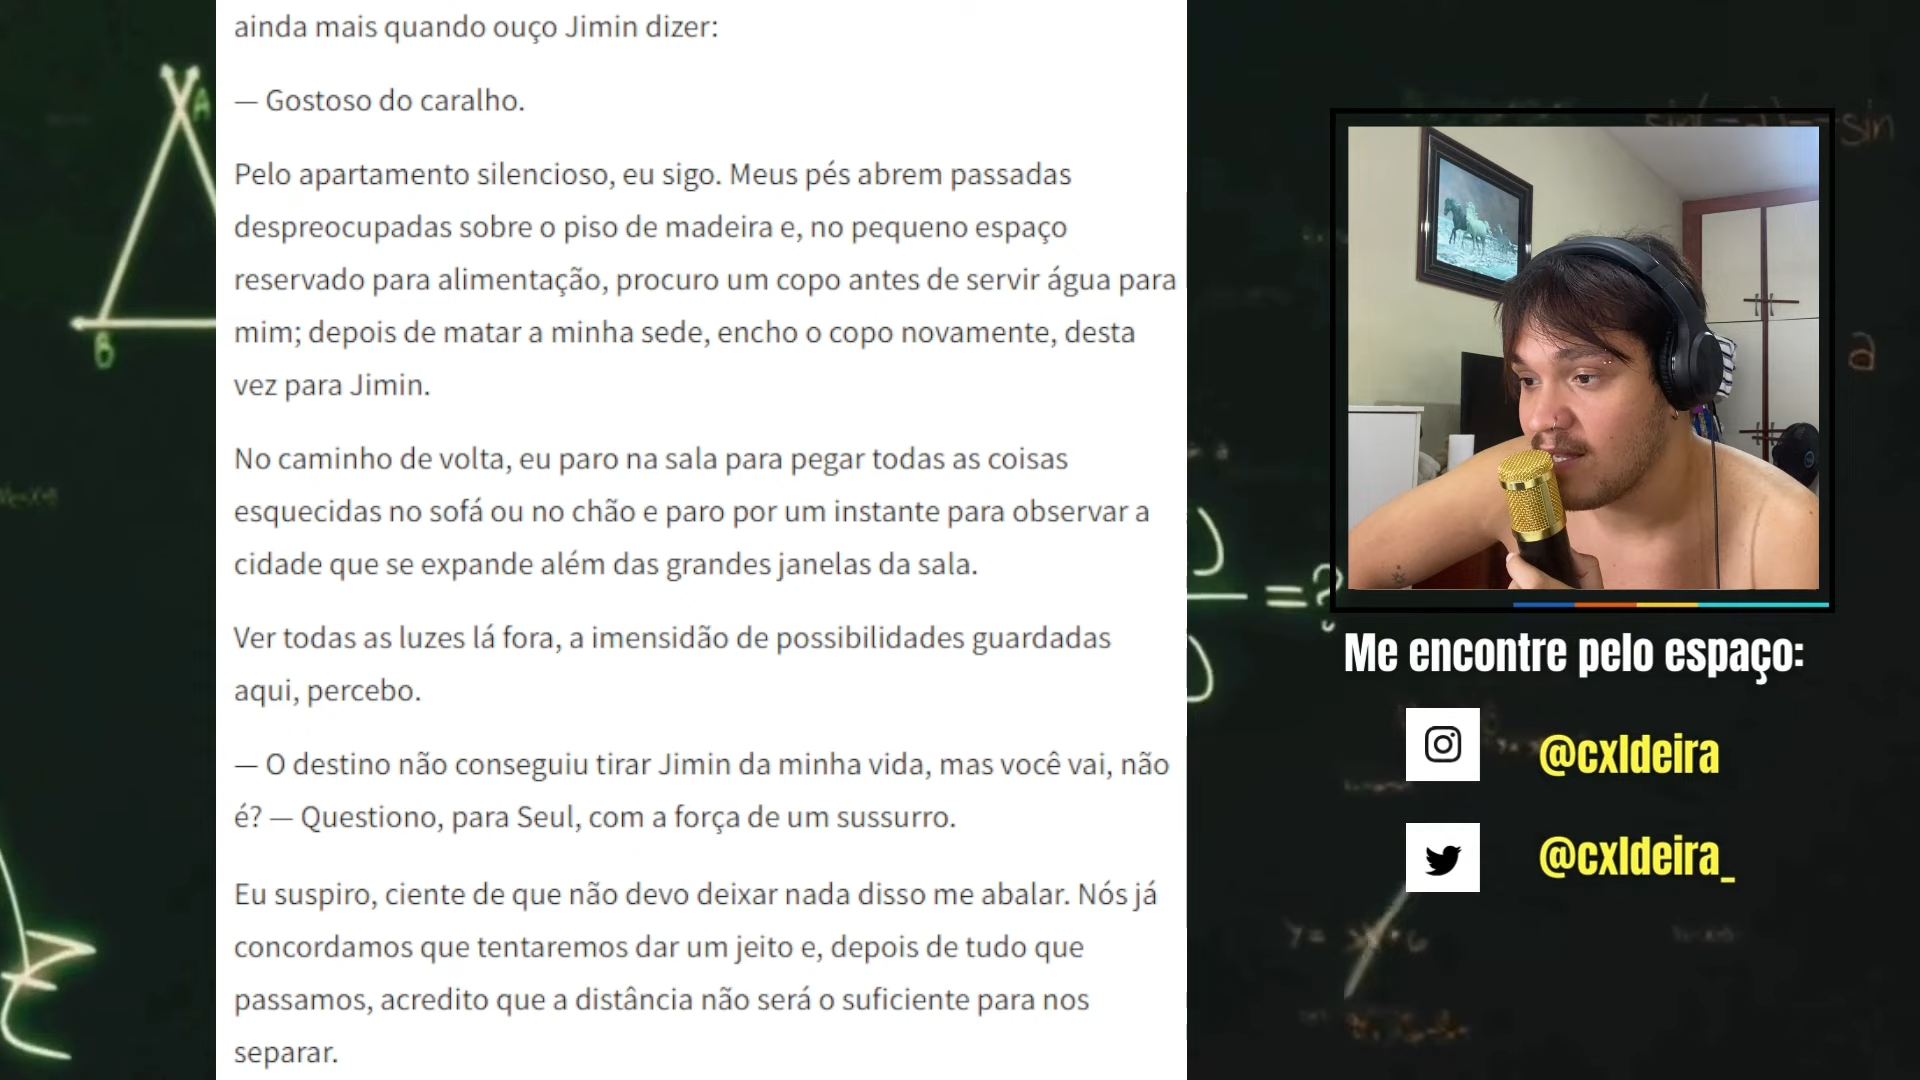 ainda mais quando ouço Jimin dizer:
— Gostoso do caralho.
Pelo apartamento silencioso, eu sigo. Meus pés abrem passadas
despreocupadas sobre o piso de madeira e, no pequeno espaço
reservado para alimentação, procuro um copo antes de servir água para
mim; depois de matar a minha sede, encho o copo novamente, desta
vez para Jimin.
No caminho de volta, eu paro na sala para pegar todas as coisas
esquecidas no sofá ou no chão e paro por um instante para observar a
cidade que se expande além das grandes janelas da sala.
Ver todas as luzes lá fora, a imensidão de possibilidades guardadas
aqui, percebo.
— O destino não conseguiu tirar Jimin da minha vida, mas você vai, não
é? — Questiono, para Seul, com a força de um sussurro.
Eu suspiro, ciente de que não devo deixar nada disso me abalar. Nós já
concordamos que tentaremos dar um jeito e, depois de tudo que
passamos, acredito que a distância não será o suficiente para nos
separar.
A
B
= ?
sin
a
Me encontre pelo espaço:
@cxldeira
@cxldeira_